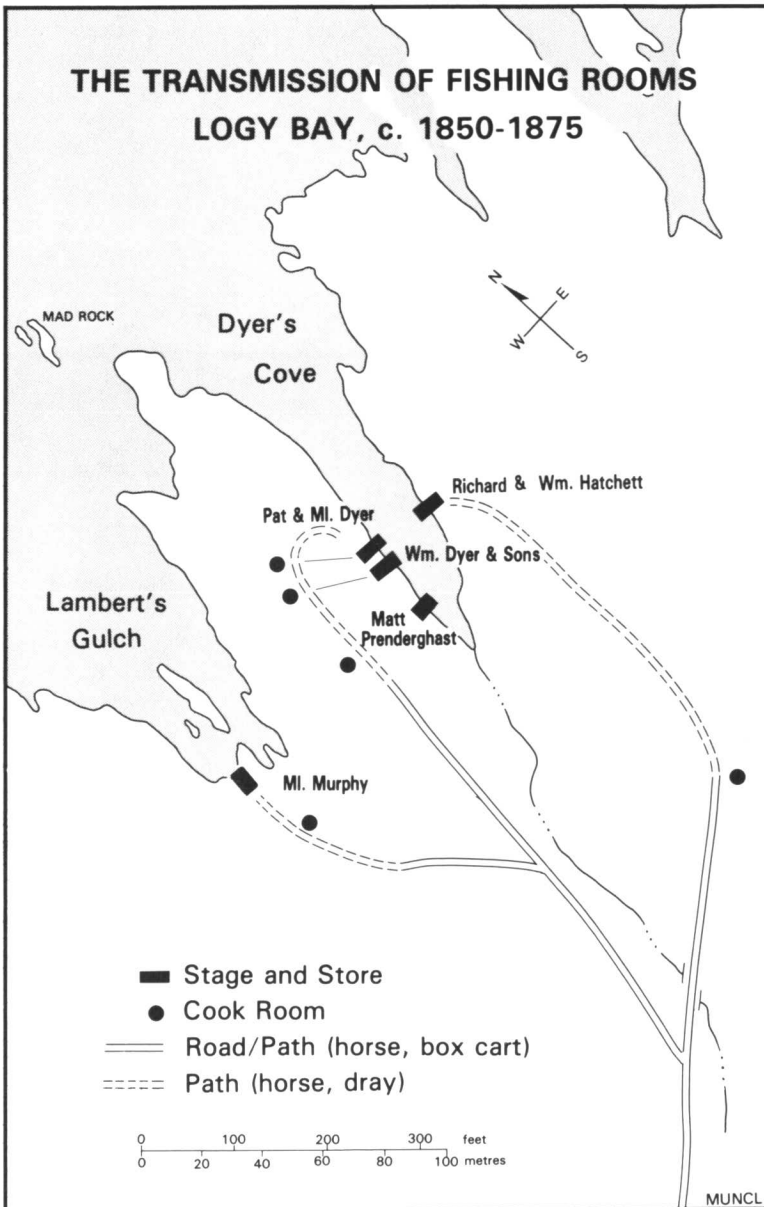 THE TRANSMISSION OF FISHING ROOMS
LOGY BAY, c. 1850-1875
N
E
W
S
MAD ROCK
Dyer's
Cove
Richard & Wm. Hatchett
Pat & Ml. Dyer
Wm. Dyer & Sons
Lambert's
Gulch
Matt
Prenderghast
Ml. Murphy
Stage and Store
Cook Room
Road/Path (horse, box cart)
Path (horse, dray)
0 100 200 300 feet
0 20 40 60 80 100 metres
MUNCL